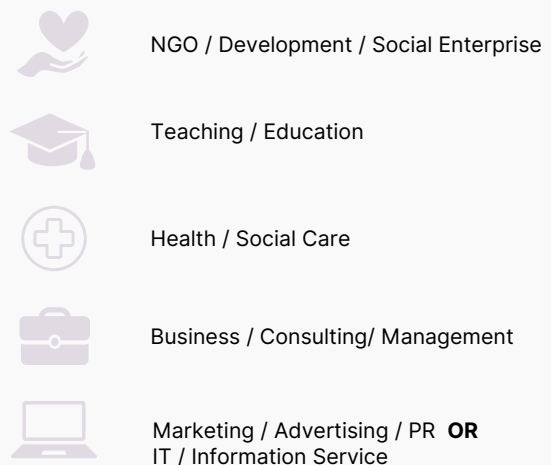 NGO / Development / Social Enterprise
Teaching / Education
Health / Social Care
Business / Consulting/ Management
Marketing / Advertising / PR OR
IT / Information Service